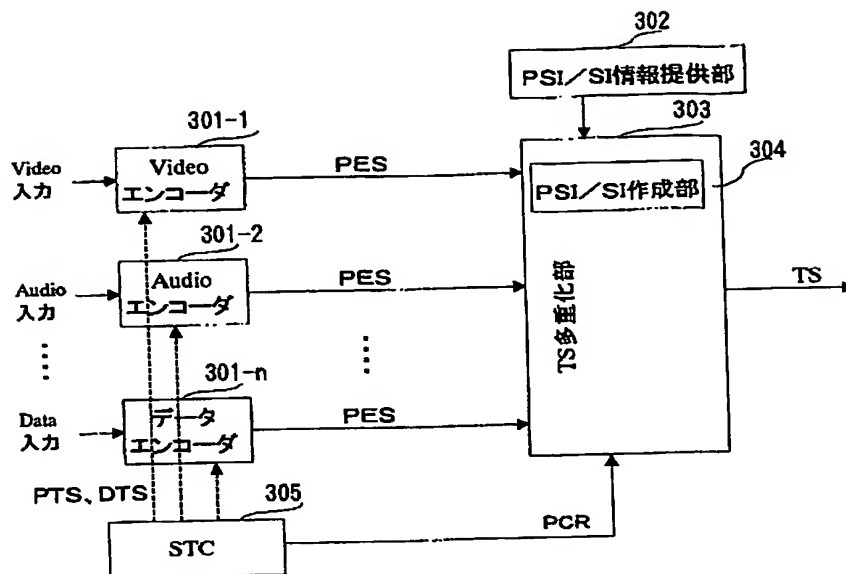 302
PSI/SI情報提供部
303
304
PSI/SI作成部
TS多重化部
TS
301-1
Video
入力
Video
エンコーダ
PES
301-2
Audio
入力
Audio
エンコーダ
PES
301-n
Data
入力
データ
エンコーダ
PES
PTS、DTS
305
STC
PCR